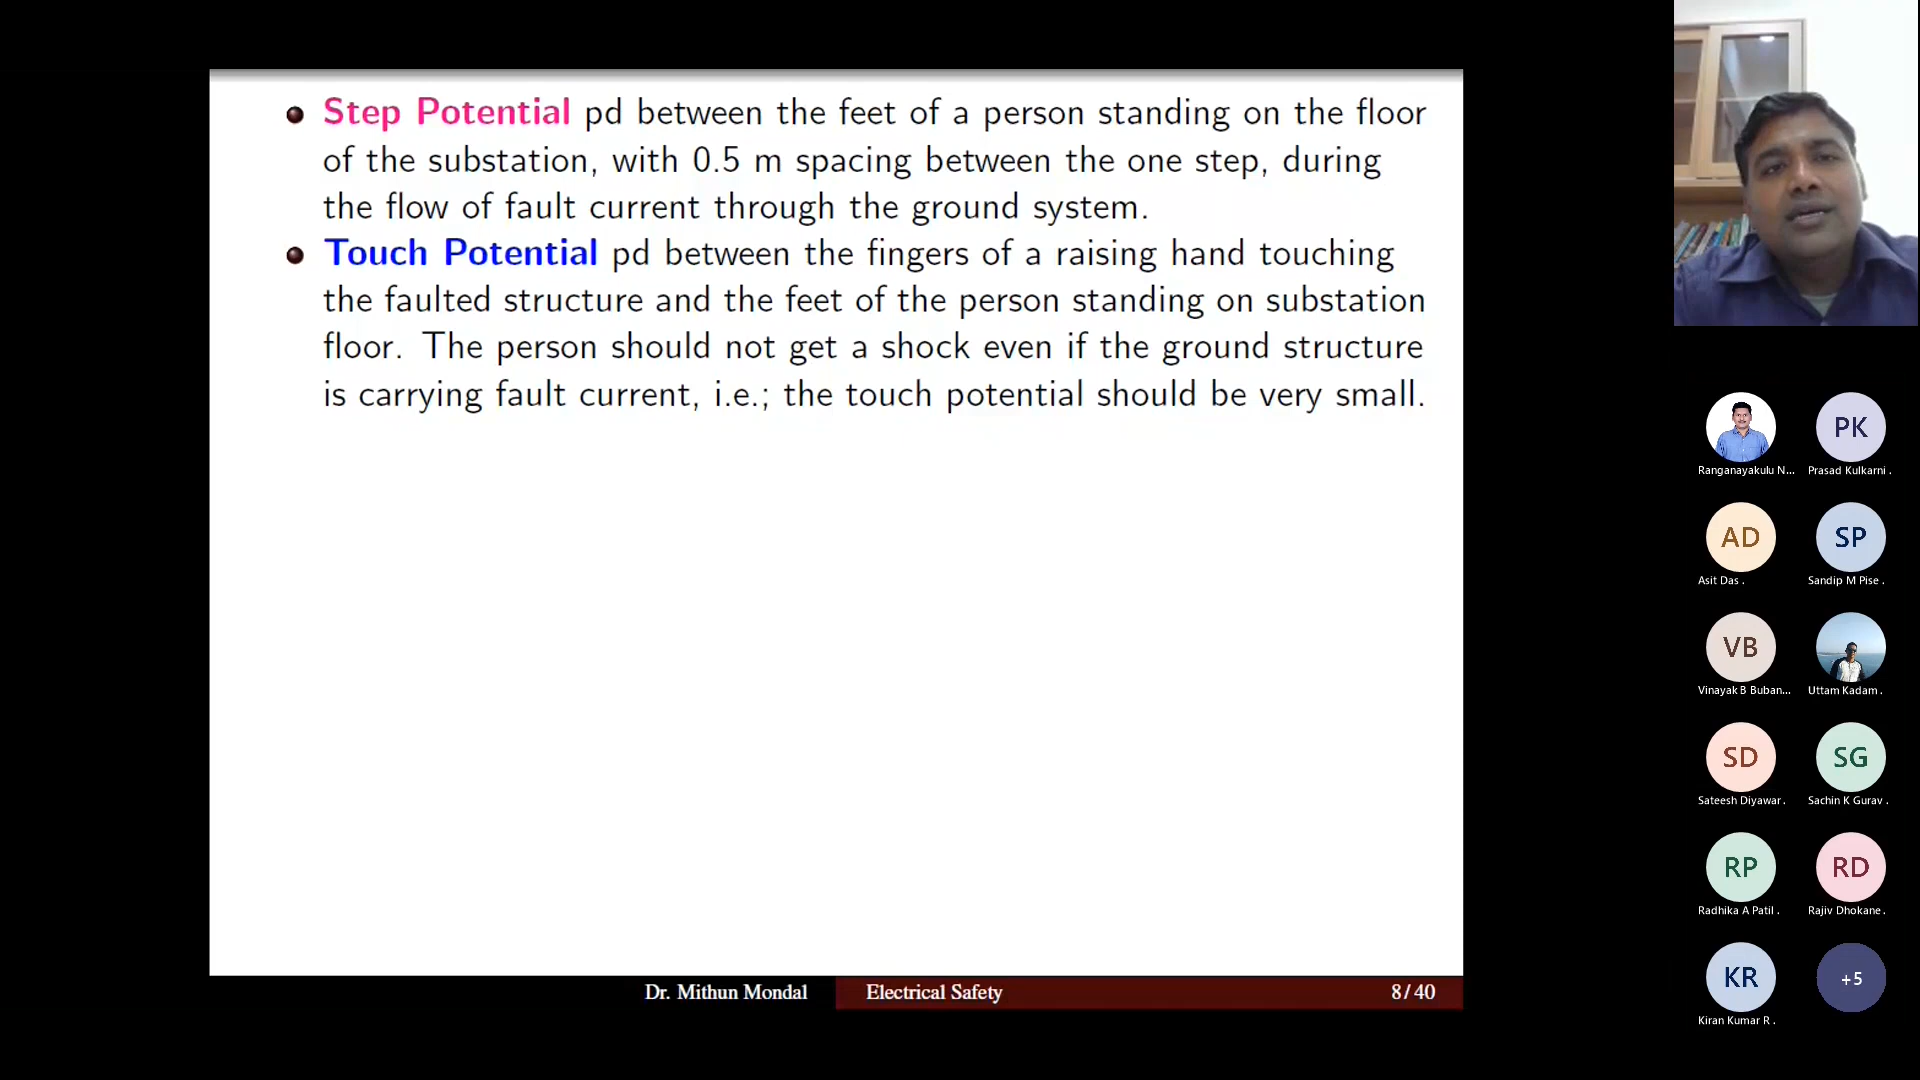 Step Potential pd between the feet of a person standing on the floor
of the substation, with 0.5 m spacing between the one step, during
the flow of fault current through the ground system.
Touch Potential pd between the fingers of a raising hand touching
the faulted structure and the feet of the person standing on substation
floor. The person should not get a shock even if the ground structure
is carrying fault current, i.e.; the touch potential should be very small.
Dr. Mithun Mondal
Electrical Safety
8/40
Ranganayakulu N...
PK
Prasad Kulkarni .
AD
Asit Das .
SP
Sandip M Pise .
VB
Vinayak B Buban...
Uttam Kadam .
SD
Sateesh Diyawar .
SG
Sachin K Gurav .
RP
Radhika A Patil .
RD
Rajiv Dhokane .
KR
Kiran Kumar R .
+5